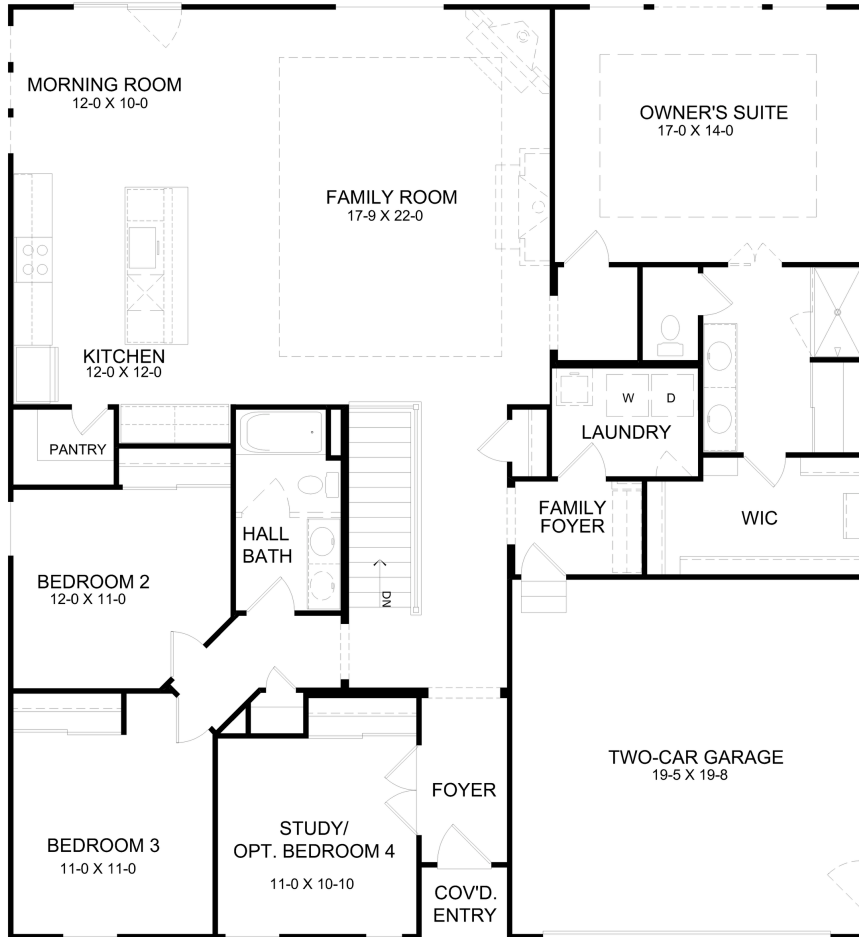 MORNING ROOM
12-0 X 10-0
OWNER'S SUITE
17-0 X 14-0
FAMILY ROOM
17-9 X 22-0
KITCHEN
12-0 X 12-0
W
D
LAUNDRY
PANTRY
FAMILY
FOYER
WIC
HALL
BATH
BEDROOM 2
12-0 X 11-0
DN
TWO-CAR GARAGE
19-5 X 19-8
FOYER
STUDY/
OPT. BEDROOM 4
11-0 X 10-10
BEDROOM 3
11-0 X 11-0
COV'D.
ENTRY